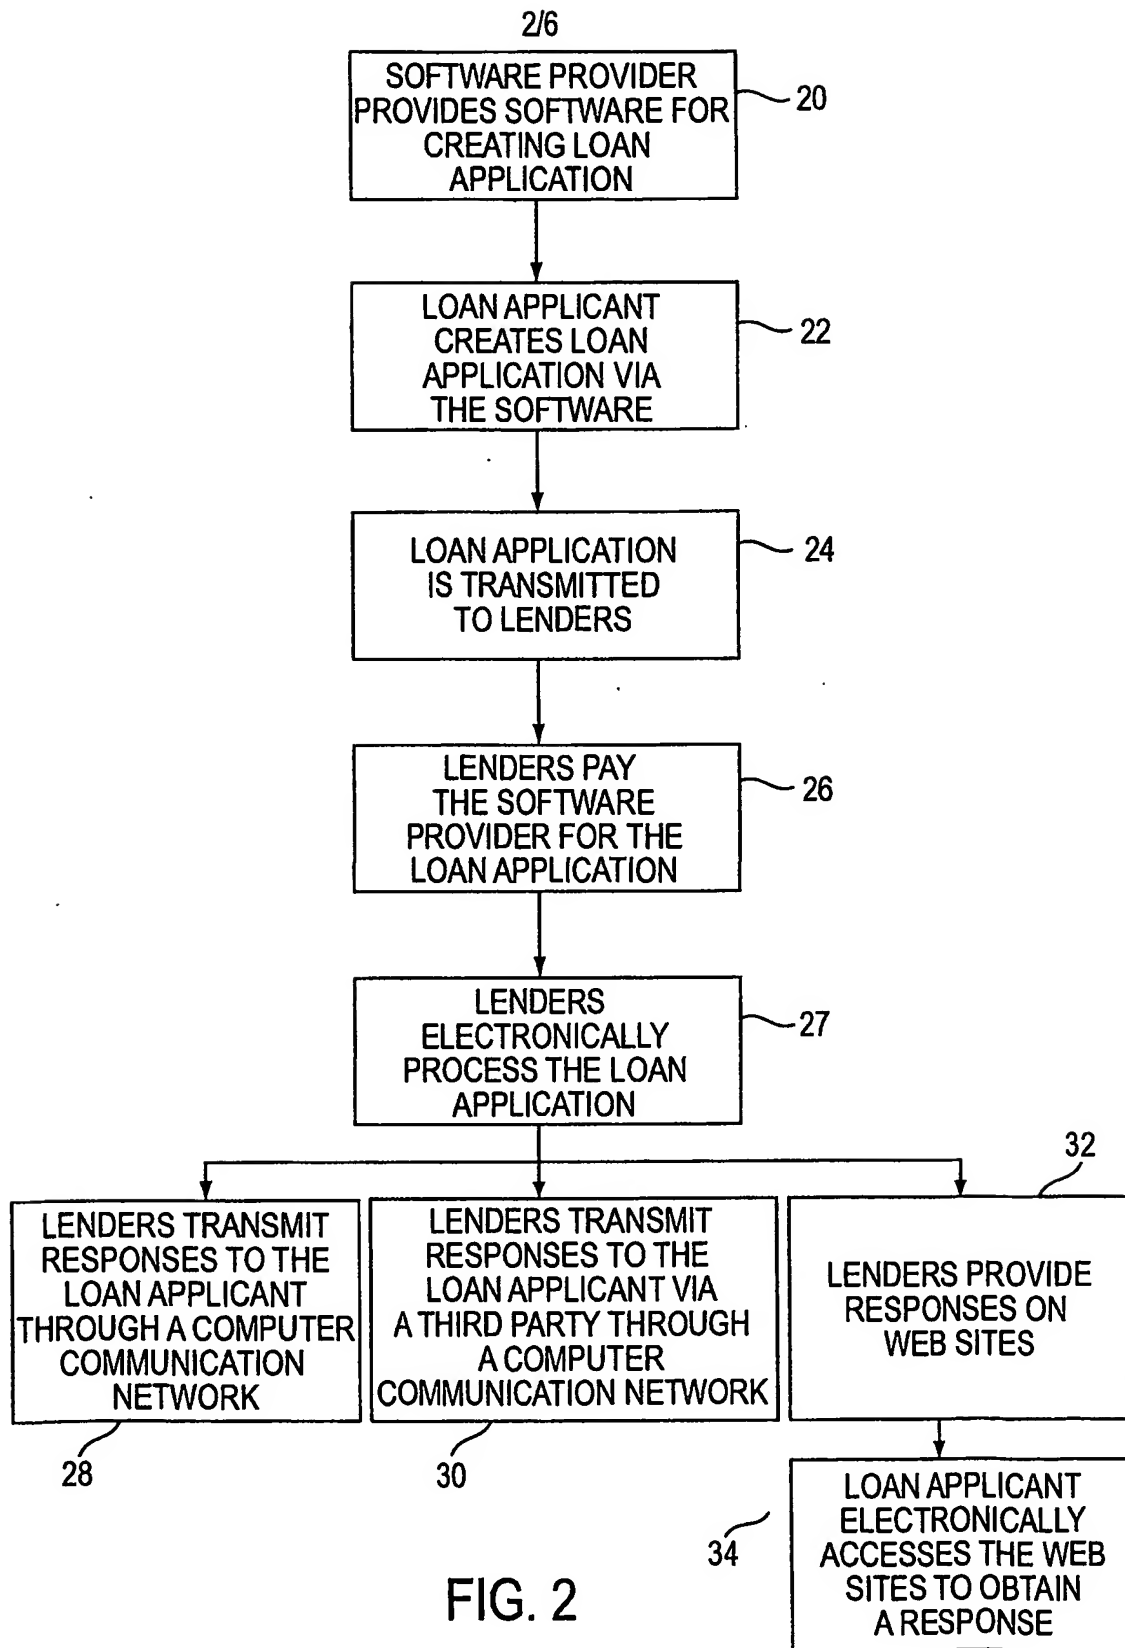 2/6
SOFTWARE PROVIDER
PROVIDES SOFTWARE FOR
CREATING LOAN
APPLICATION
20
LOAN APPLICANT
CREATES LOAN
APPLICATION VIA
THE SOFTWARE
22
LOAN APPLICATION
IS TRANSMITTED
TO LENDERS
24
LENDERS PAY
THE SOFTWARE
PROVIDER FOR THE
LOAN APPLICATION
26
LENDERS
ELECTRONICALLY
PROCESS THE LOAN
APPLICATION
27
LENDERS TRANSMIT
RESPONSES TO THE
LOAN APPLICANT
THROUGH A COMPUTER
COMMUNICATION
NETWORK
28
LENDERS TRANSMIT
RESPONSES TO THE
LOAN APPLICANT VIA
A THIRD PARTY THROUGH
A COMPUTER
COMMUNICATION NETWORK
30
32
LENDERS PROVIDE
RESPONSES ON
WEB SITES
34
LOAN APPLICANT
ELECTRONICALLY
ACCESSES THE WEB
SITES TO OBTAIN
A RESPONSE
FIG. 2